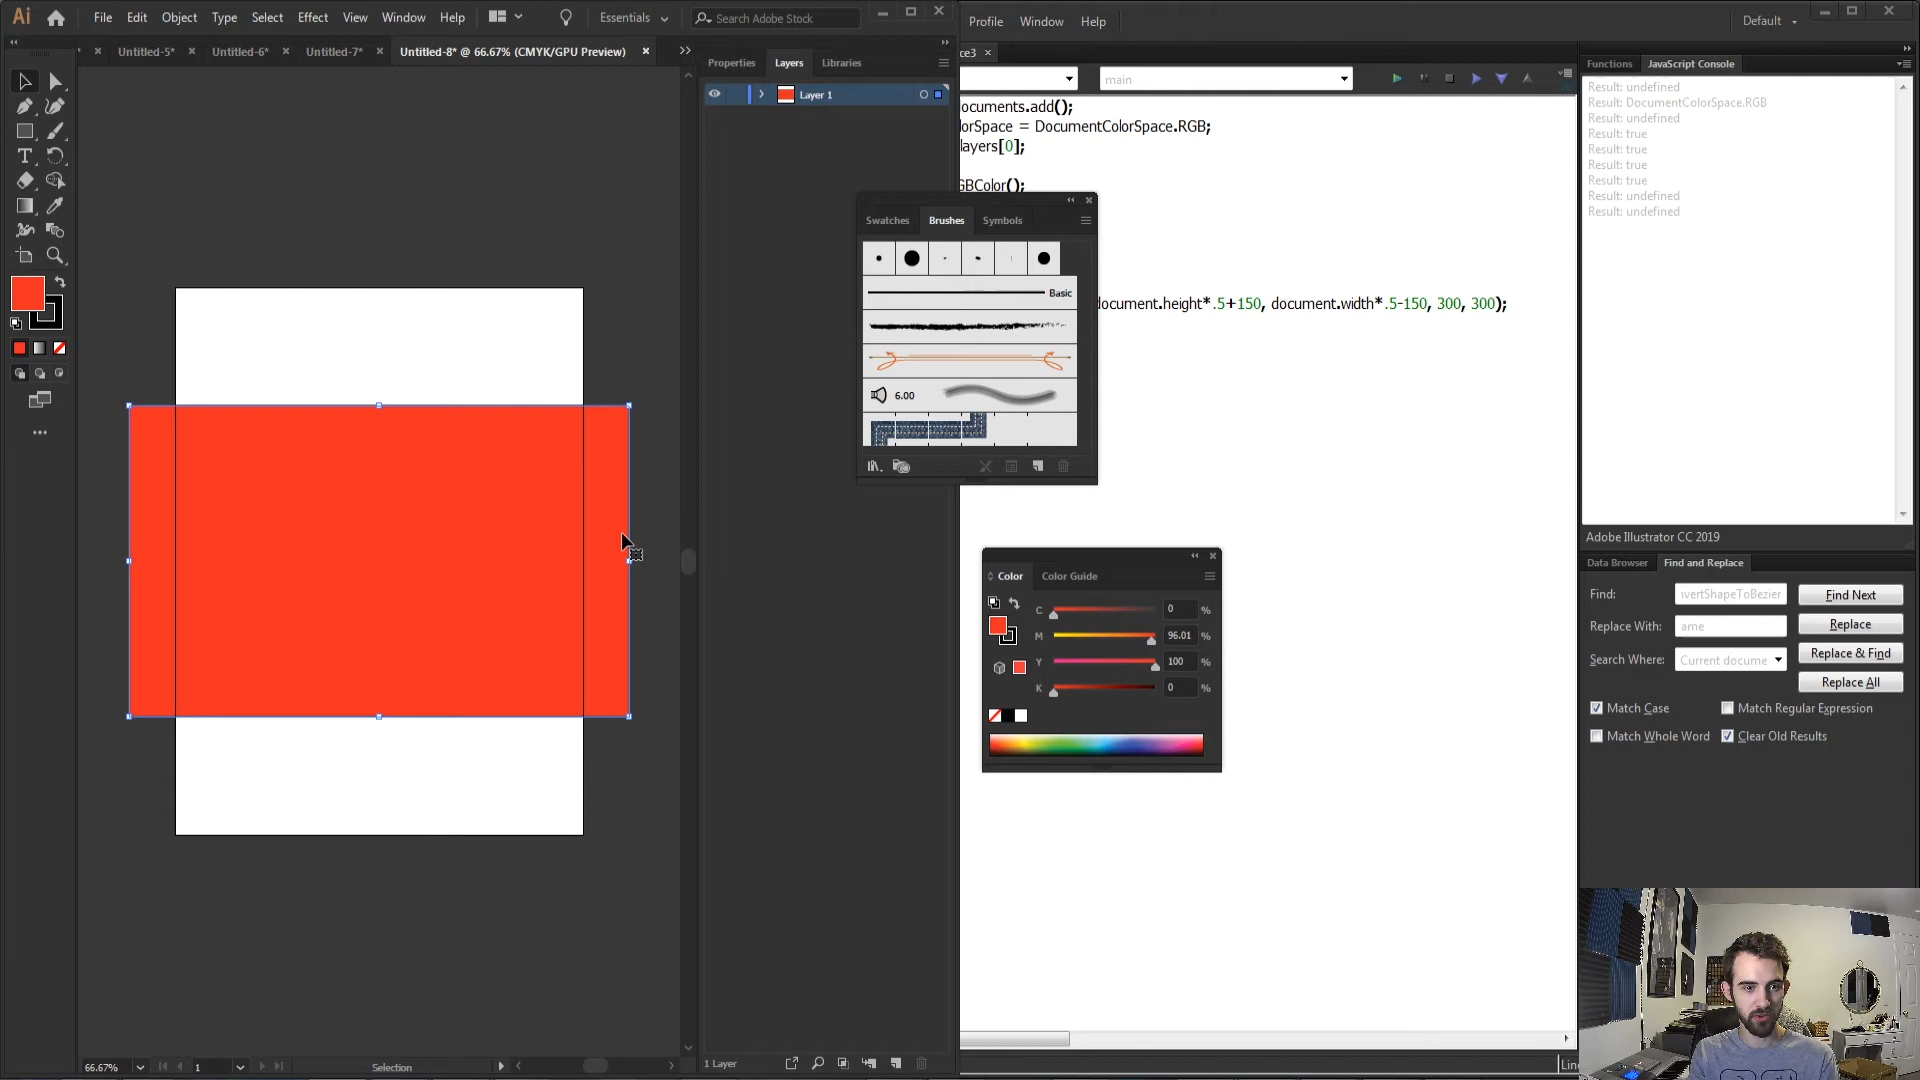 Ai File Edit Object Type Select Effect View Window Help Essentials Search Adobe Stock
Profile Window Help Default
Untitled-5* Untitled-6* Untitled-7* Untitled-8* @ 66.67% (CMYK/GPU Preview)
Properties Layers Libraries
Layer 1
ce3
main
ocuments.add();
lorSpace = DocumentColorSpace.RGB;
layers[0];
GBColor();
document.height*.5+150, document.width*.5-150, 300, 300);
Swatches Brushes Symbols
Basic
6.00
Color Color Guide
C 0 %
M 96.01 %
Y 100 %
K 0 %
Functions JavaScript Console
Result: undefined
Result: DocumentColorSpace.RGB
Result: undefined
Result: true
Result: true
Result: true
Result: true
Result: undefined
Result: undefined
Adobe Illustrator CC 2019
Data Browser Find and Replace
Find: vertShapeToBezier Find Next
Replace With: ame Replace
Search Where: Current docume Replace & Find
Replace All
Match Case Match Regular Expression
Match Whole Word Clear Old Results
66.67% 1 Selection
1 Layer
Lin